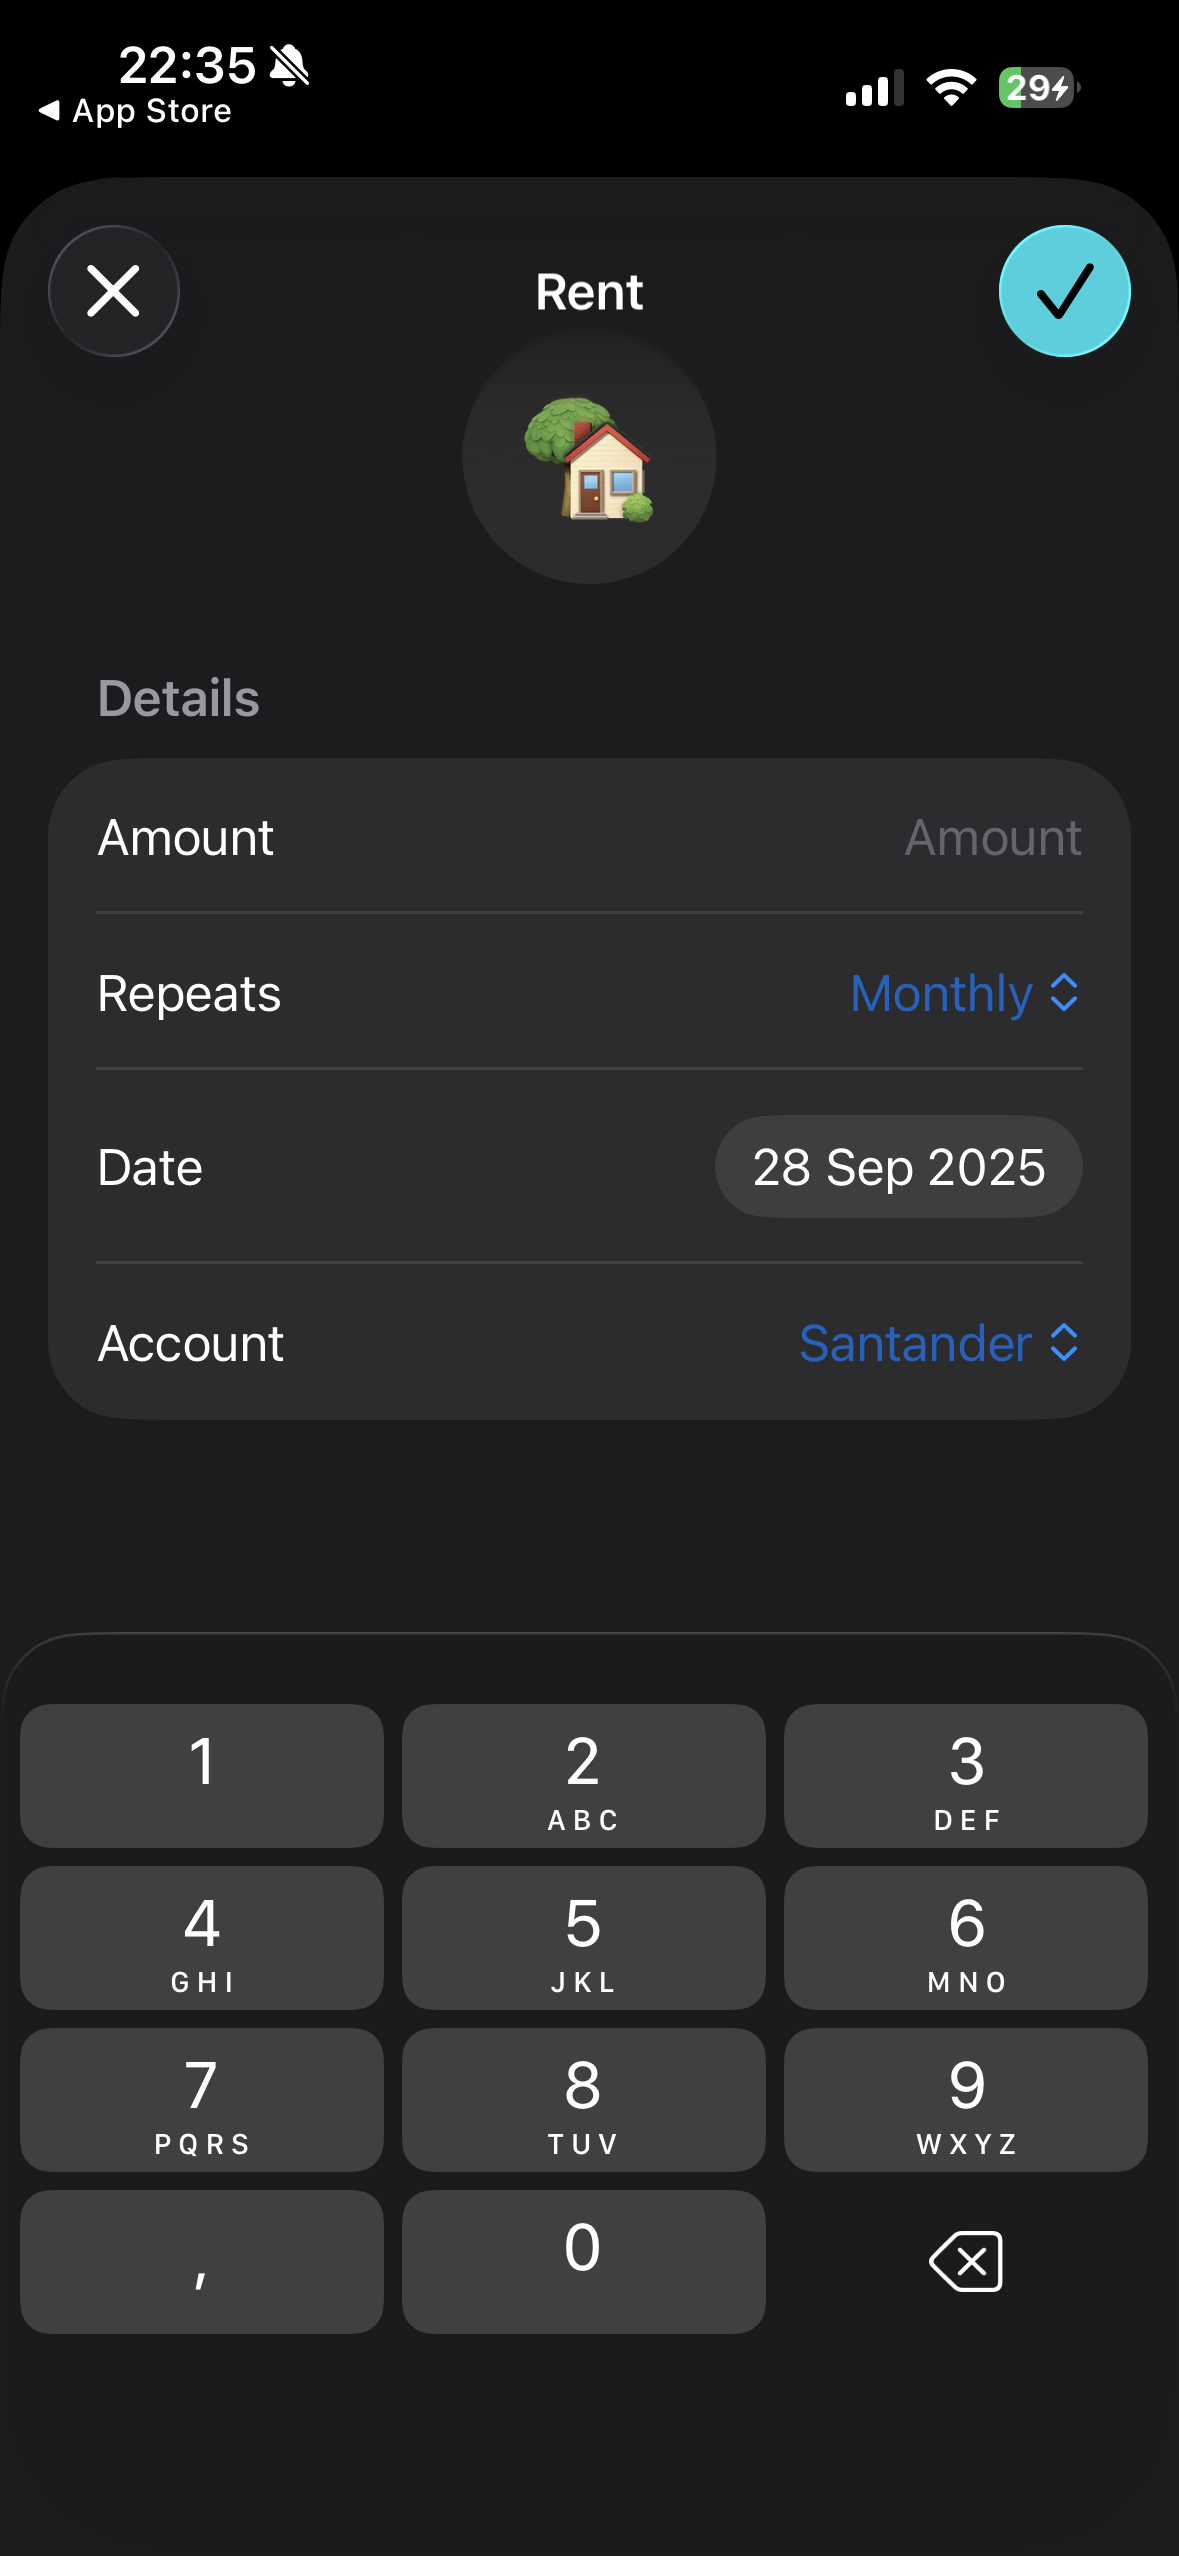 22:35
29
App Store
Rent
Details
Amount Amount
Repeats Monthly
Date 28 Sep 2025
Account Santander
1 2 3
ABC DEF
4 5 6
GHI JKL MNO
7 8 9
PQRS TUV WXYZ
, 0